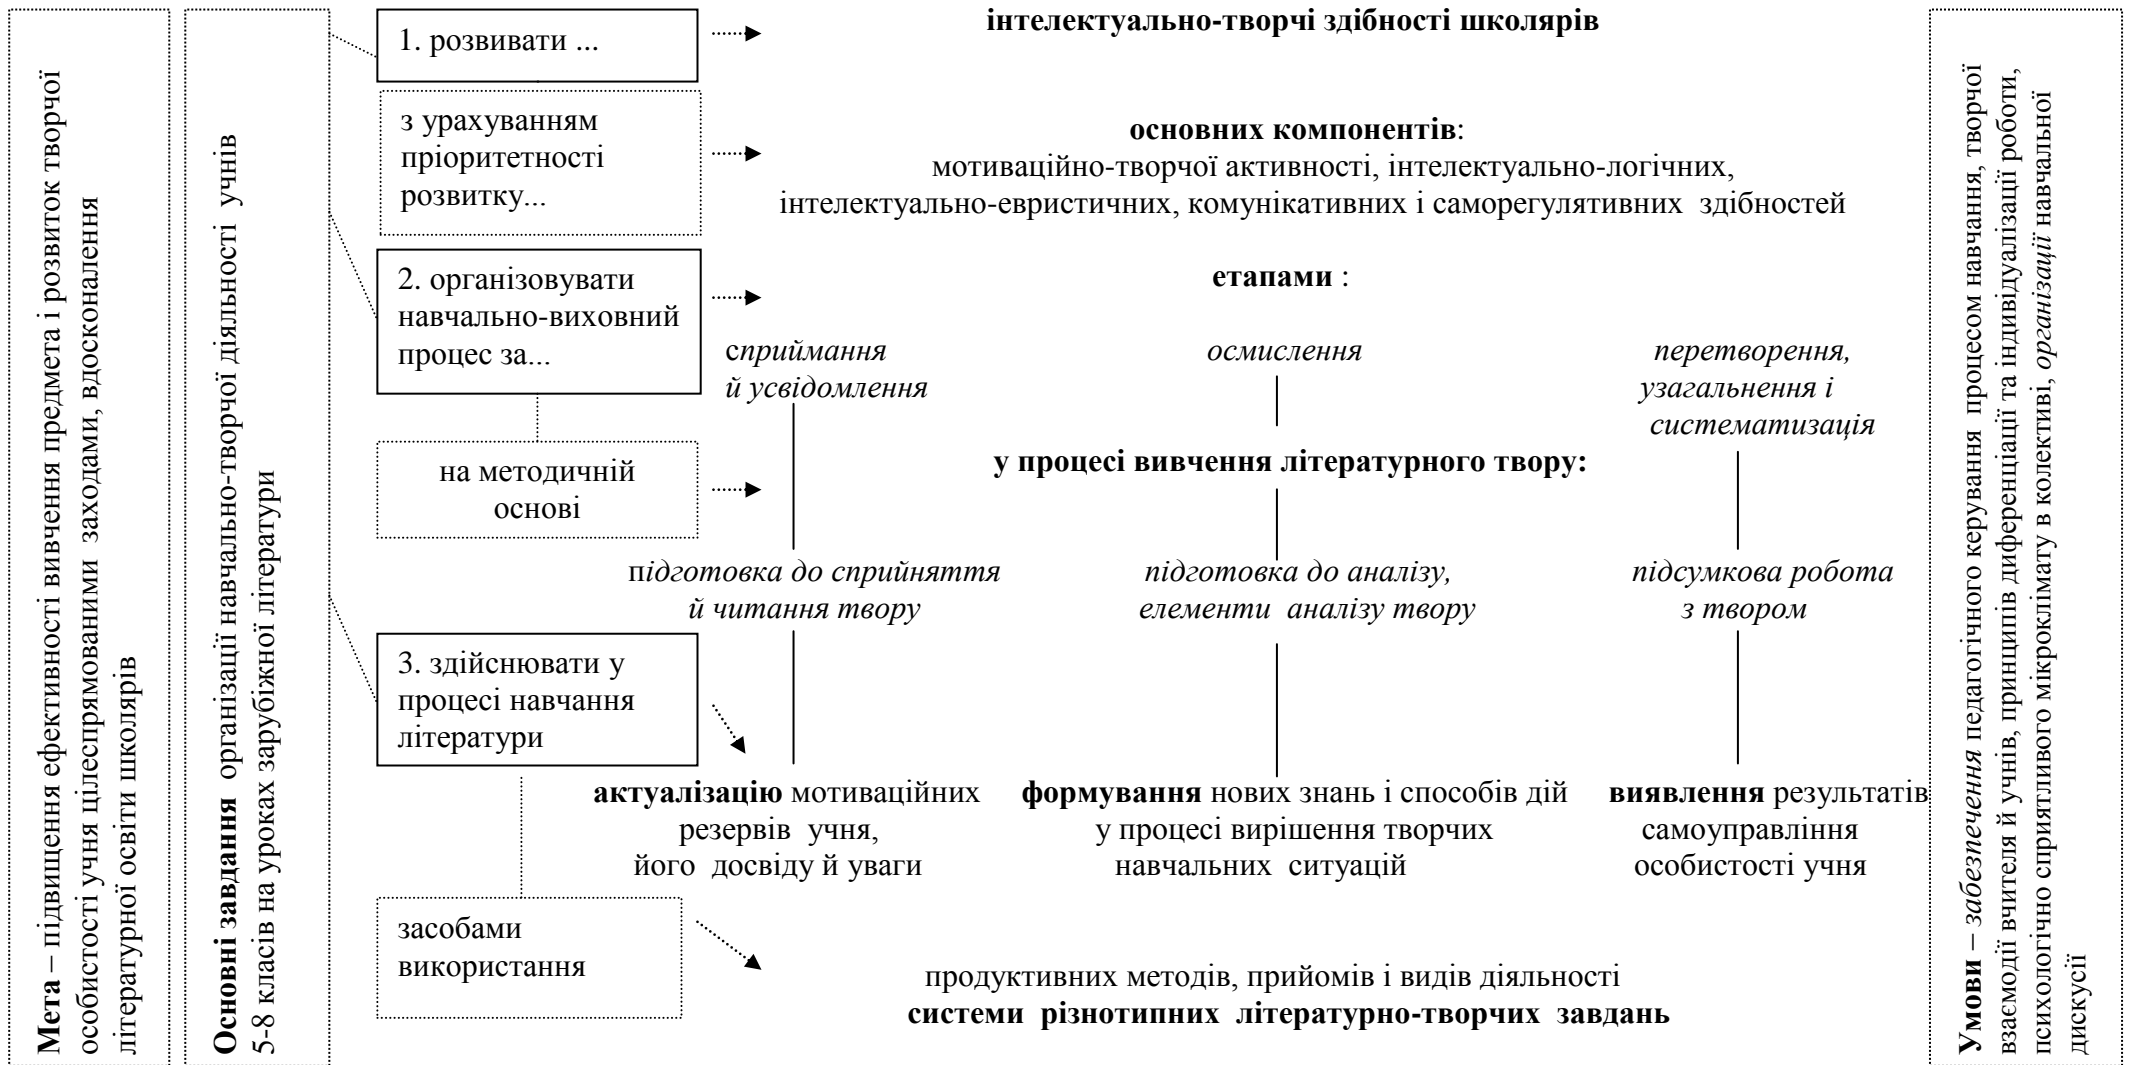 Мета – підвищення ефективності вивчення предмета і розвиток творчої
особистості учня цілеспрямованими заходами, вдосконалення
літературної освіти школярів
Основні завдання організації навчально-творчої діяльності учнів
5-8 класів на уроках зарубіжної літератури
1. розвивати ...
інтелектуально-творчі здібності школярів
з урахуванням
пріоритетності
розвитку...
основних компонентів:
мотиваційно-творчої активності, інтелектуально-логічних,
інтелектуально-евристичних, комунікативних і саморегулятивних здібностей
2. організовувати
навчально-виховний
процес за...
етапами :
сприймання
й усвідомлення
осмислення
перетворення,
узагальнення і
систематизація
на методичній
основі
у процесі вивчення літературного твору:
підготовка до сприйняття
й читання твору
підготовка до аналізу,
елементи аналізу твору
підсумкова робота
з твором
3. здійснювати у
процесі навчання
літератури
актуалізацію мотиваційних
резервів учня,
його досвіду й уваги
формування нових знань і способів дій
у процесі вирішення творчих
навчальних ситуацій
виявлення результатів
самоуправління
особистості учня
засобами
використання
продуктивних методів, прийомів і видів діяльності
системи різнотипних літературно-творчих завдань
Умови – забезпечення педагогічного керування процесом навчання, творчої
взаємодії вчителя й учнів, принципів диференціації та індивідуалізації роботи,
психологічно сприятливого мікроклімату в колективі, організації навчальної
дискусії